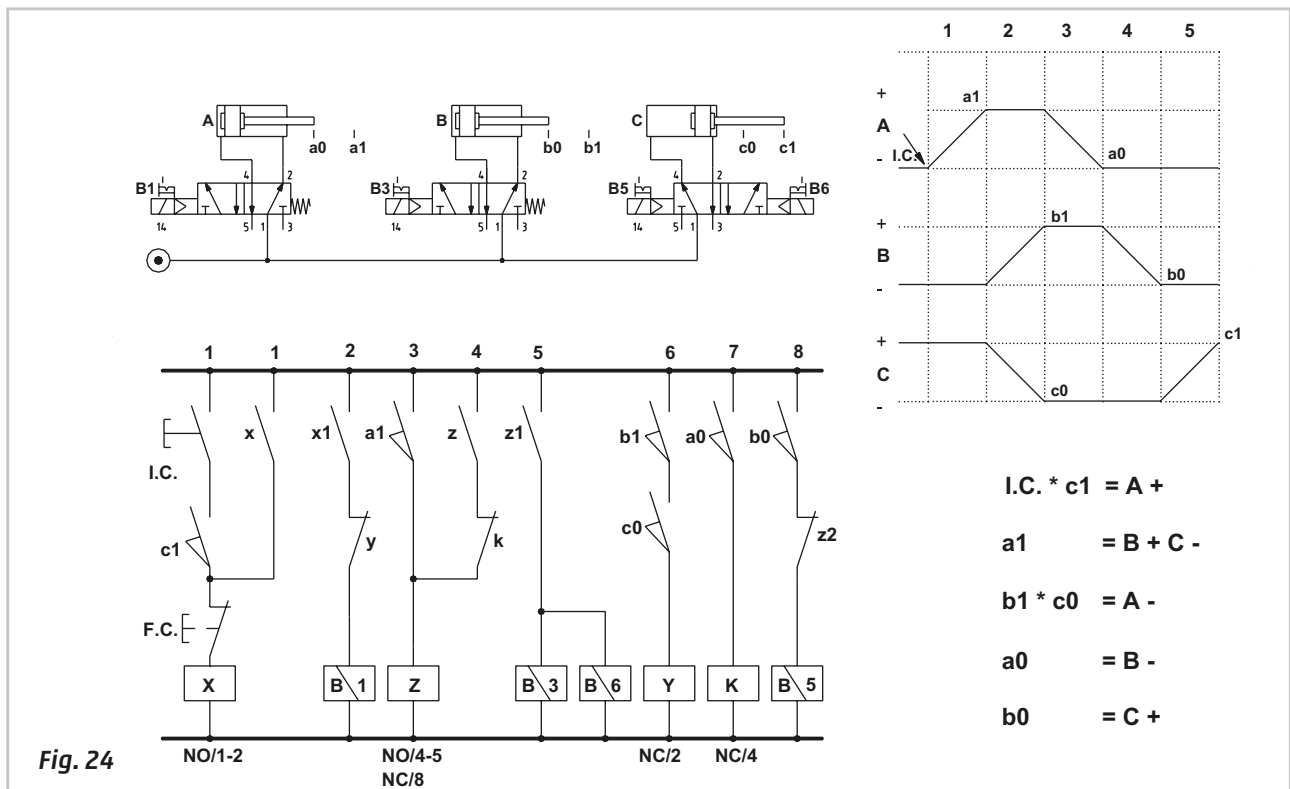 1 2 3 4 5
+
A
-
I.C.
a1
a0
+
B
-
b1
b0
+
C
-
c0
c1
A
a0 a1
B
b0 b1
C
c0 c1
B1
4 2
14
5 1 3
B3
4 2
14
5 1 3
B5
4 2
B6
14
5 1 3
1 1 2 3 4 5 6 7 8
I.C.
x x1 a1 z z1 b1 a0 b0
c1 y k c0 z2
F.C.
X B 1 Z B 3 B 6 Y K B 5
NO/1-2 NO/4-5 NC/2 NC/4
NC/8
I.C. * c1 = A +
a1 = B + C -
b1 * c0 = A -
a0 = B -
b0 = C +
Fig. 24